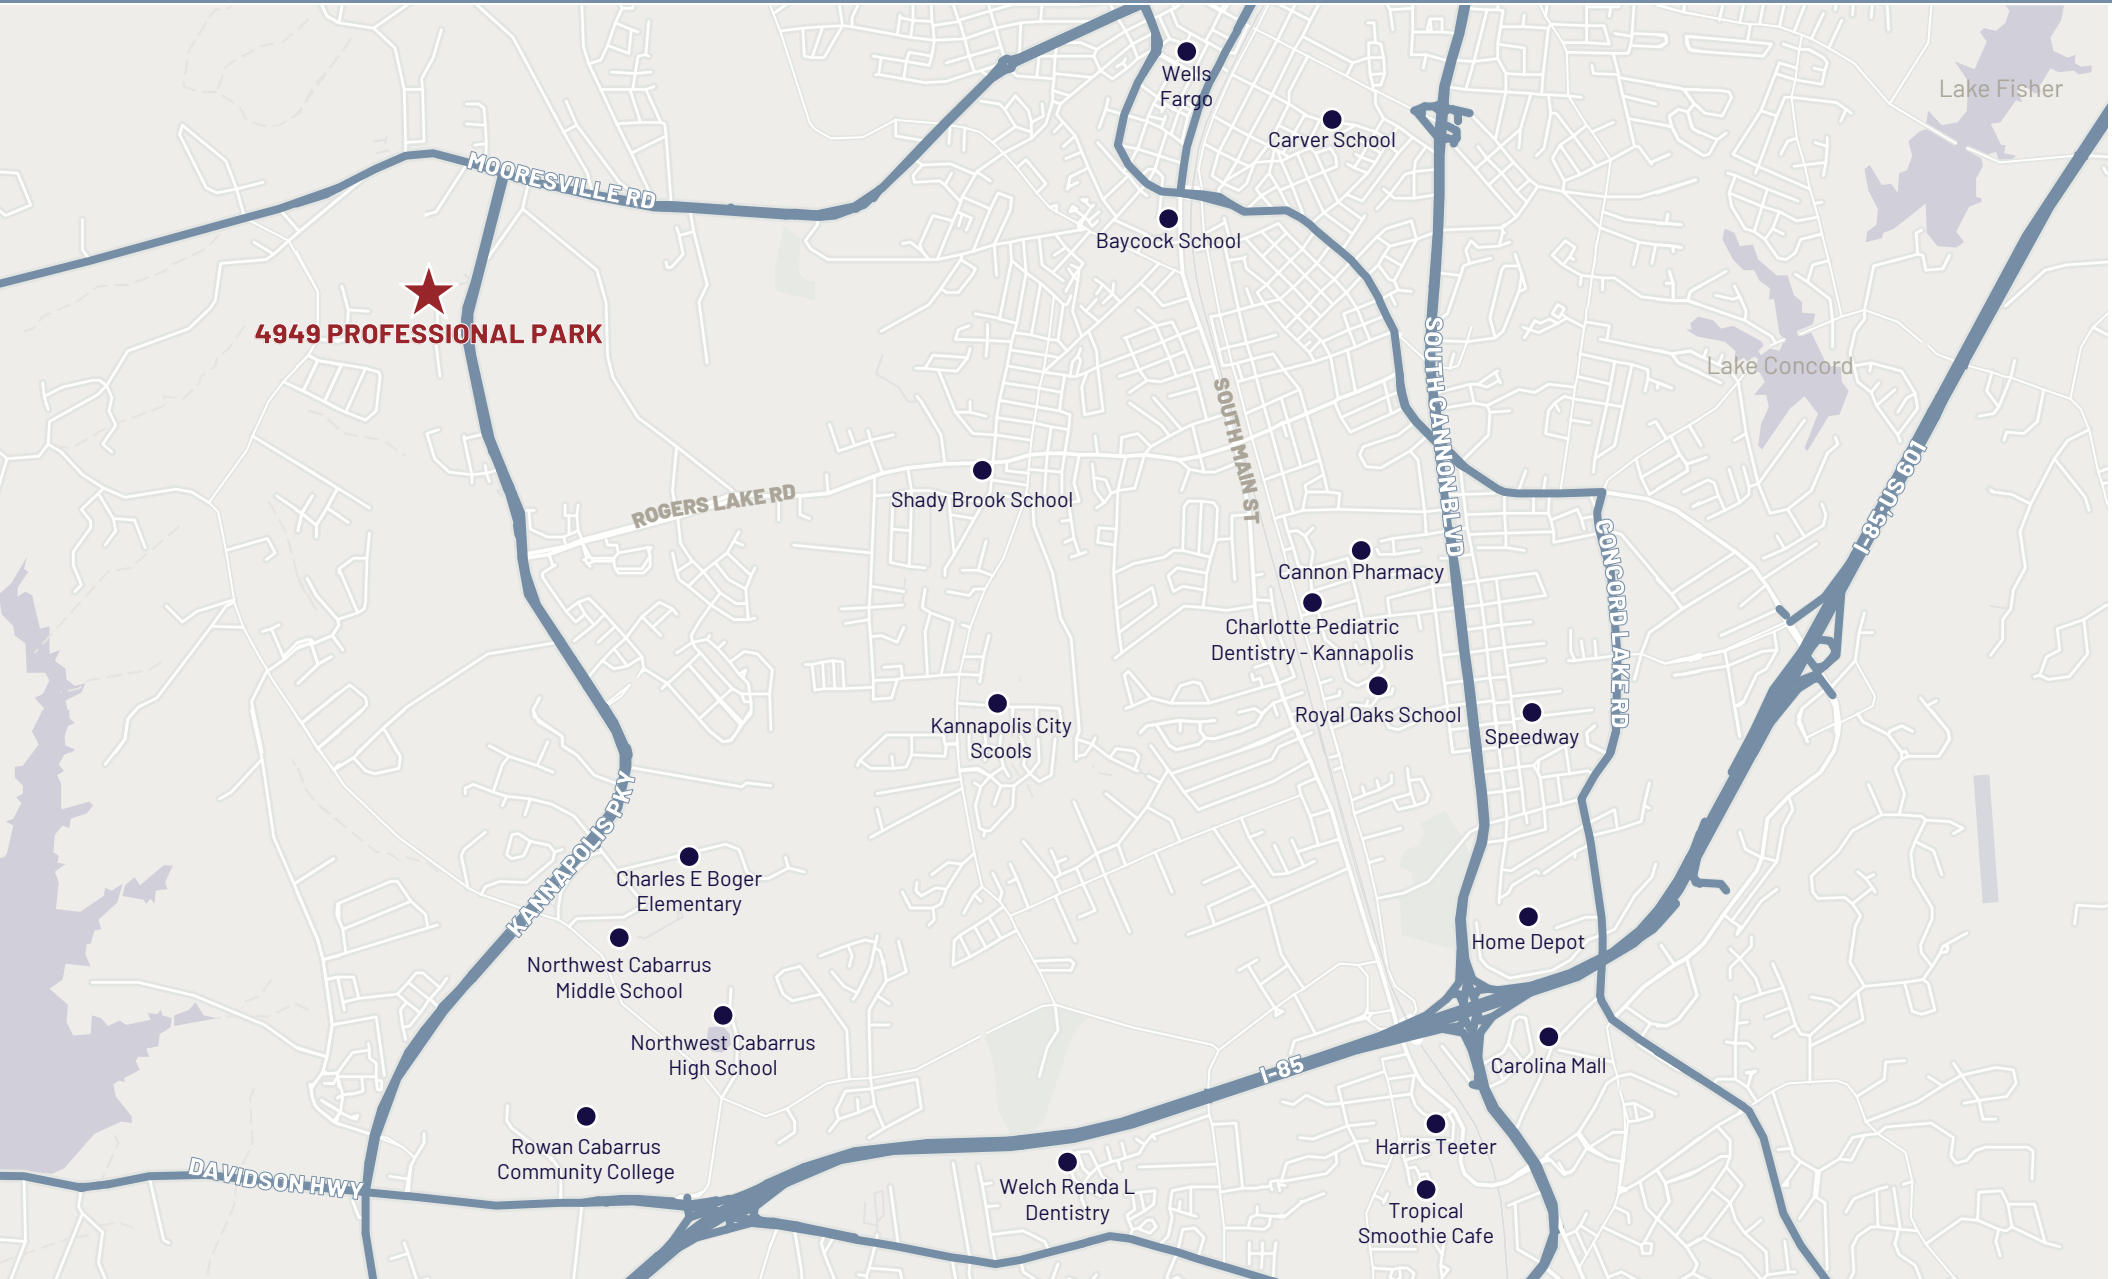 Wells
Fargo
Lake Fisher
Carver School
MOORESVILLE RD
Baycock School
4949 PROFESSIONAL PARK
SOUTH CANNON BLVD
Lake Concord
SOUTH MAIN ST
I-85;US 601
Shady Brook School
ROGERS LAKE RD
CONCORD LAKE RD
Cannon Pharmacy
Charlotte Pediatric
Dentistry - Kannapolis
Royal Oaks School
Kannapolis City
Scools
Speedway
KANNAPOLIS PKY
Charles E Boger
Elementary
Home Depot
Northwest Cabarrus
Middle School
Northwest Cabarrus
High School
I-85
Carolina Mall
Rowan Cabarrus
Community College
Harris Teeter
DAVIDSON HWY
Welch Renda L
Dentistry
Tropical
Smoothie Cafe